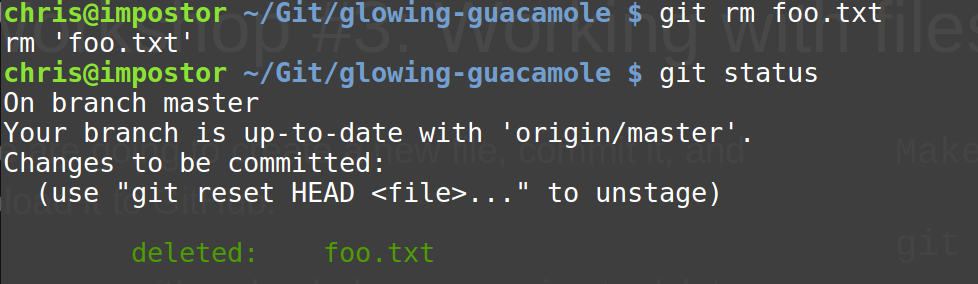 chris@impostor ~/Git/glowing-guacamole $ git rm foo.txt
rm 'foo.txt'
chris@impostor ~/Git/glowing-guacamole $ git status
On branch master
Your branch is up-to-date with 'origin/master'.
Changes to be committed:
  (use "git reset HEAD <file>..." to unstage)
        deleted:    foo.txt